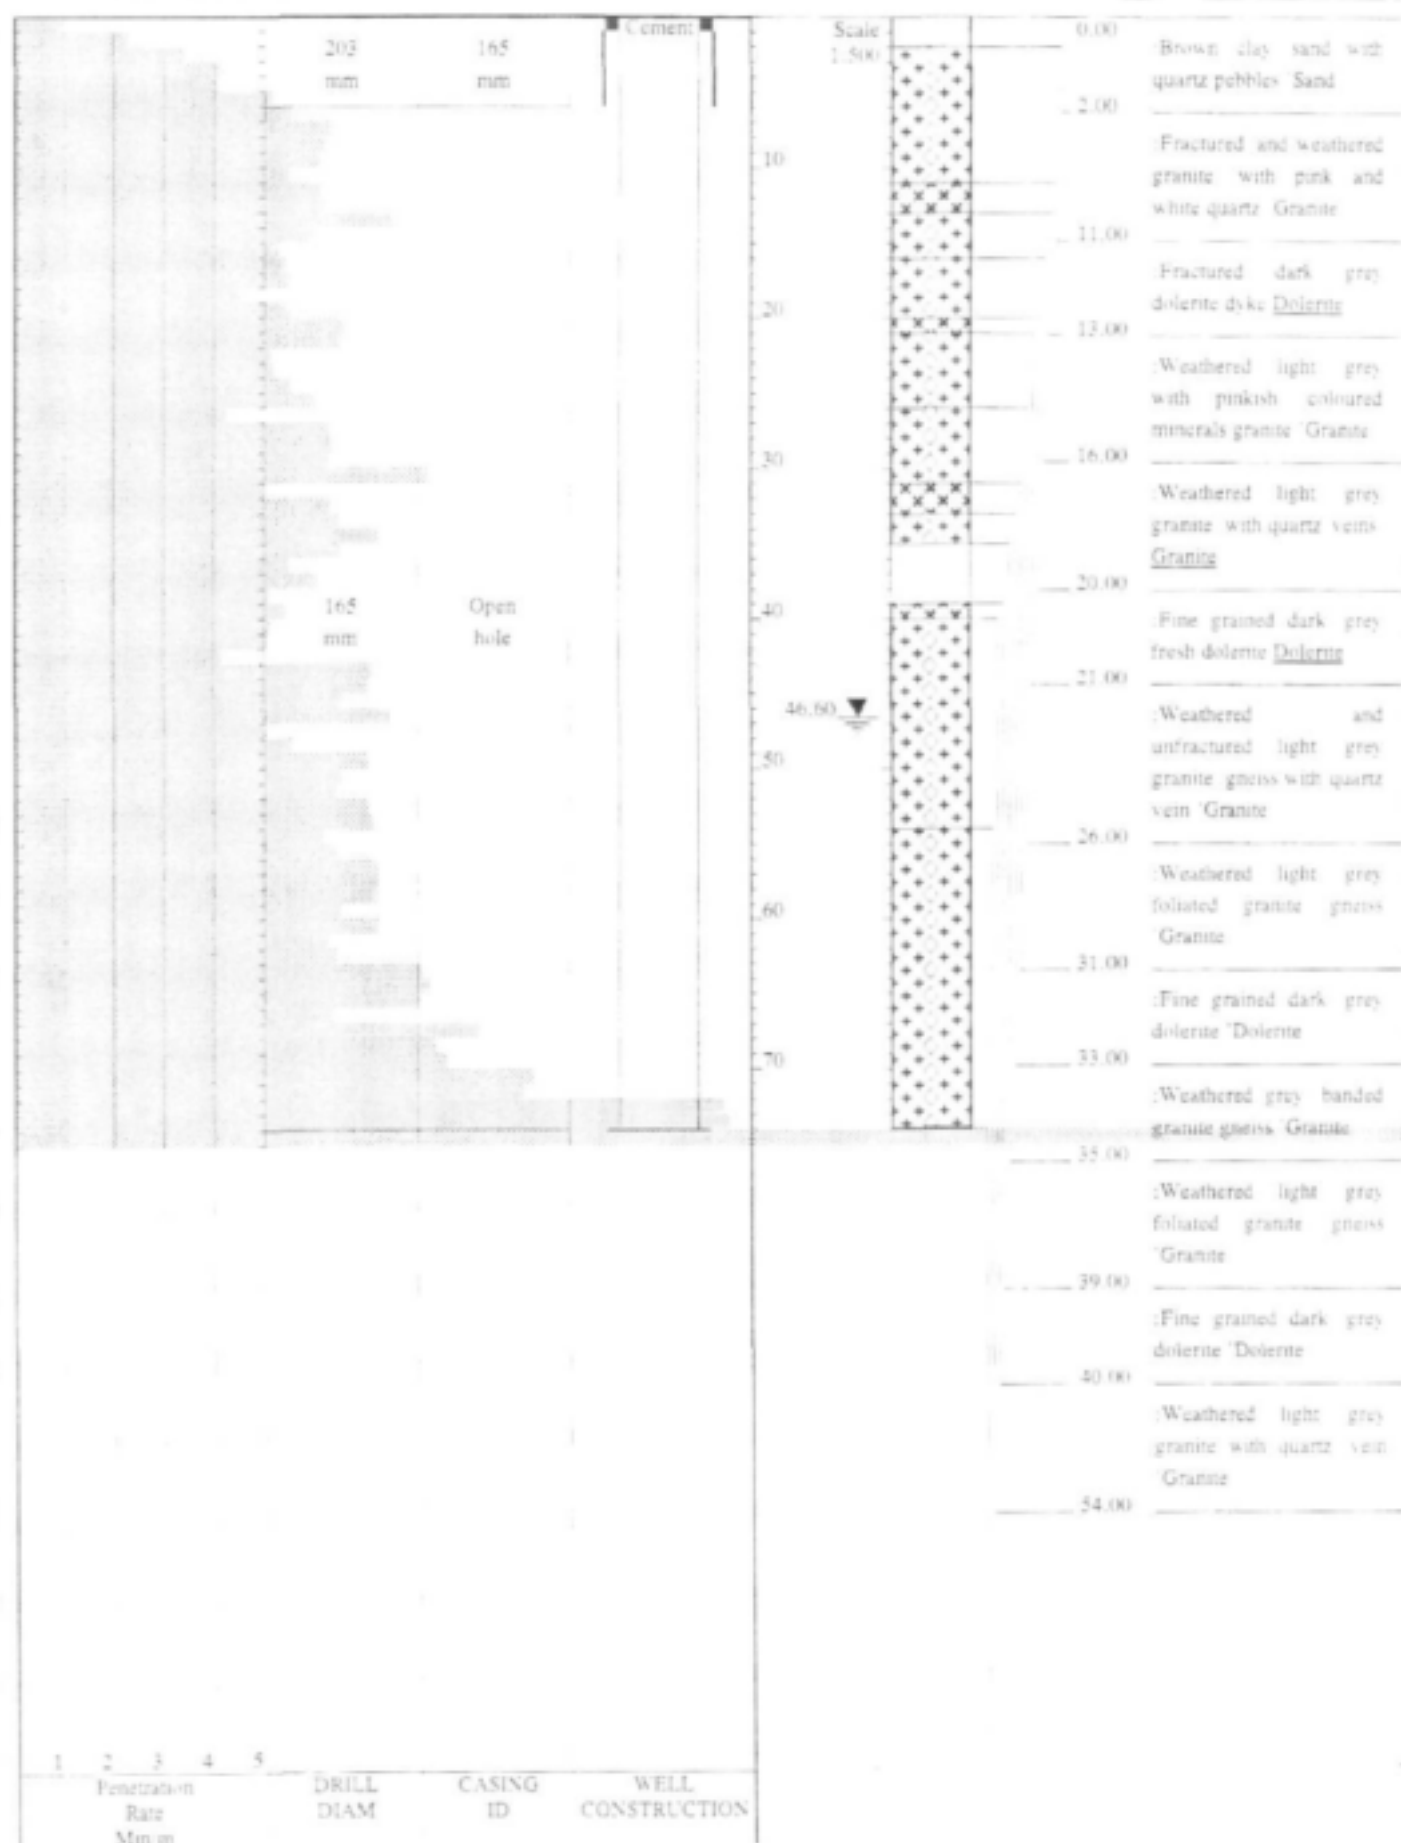 Cement
Scale
1:500
203
mm
165
mm
0.00
:Brown clay sand with
quartz pebbles `Sand
2.00
:Fractured and weathered
granite with pink and
white quartz `Granite
10
11.00
:Fractured dark grey
dolerite dyke Dolerite
13.00
:Weathered light grey
with pinkish coloured
minerals granite `Granite
16.00
:Weathered light grey
granite with quartz veins
Granite
20
20.00
:Fine grained dark grey
fresh dolerite Dolerite
21.00
:Weathered and
unfractured light grey
granite gneiss with quartz
vein `Granite
26.00
:Weathered light grey
foliated granite gneiss
`Granite
30
31.00
:Fine grained dark grey
dolerite `Dolerite
33.00
:Weathered grey banded
granite gneiss `Granite
35.00
:Weathered light grey
foliated granite gneiss
`Granite
39.00
:Fine grained dark grey
dolerite `Dolerite
40.00
:Weathered light grey
granite with quartz vein
`Granite
54.00
165
mm
Open
hole
40
46.60
50
60
70
1 2 3 4 5
Penetration
Rate
Min/m
DRILL
DIAM
CASING
ID
WELL
CONSTRUCTION